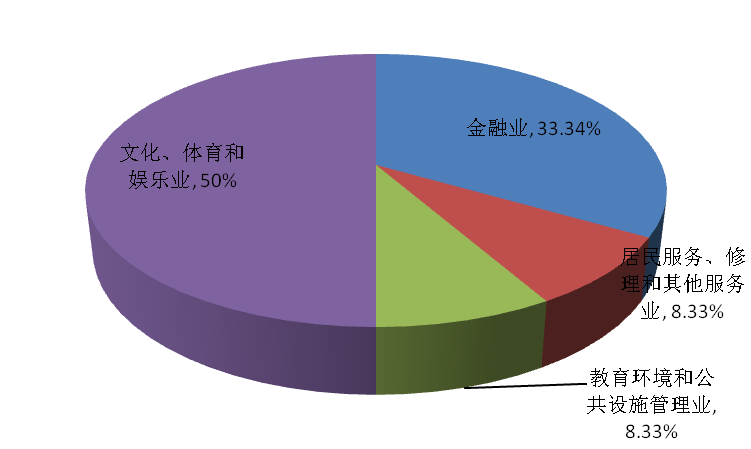 金融业, 33.34%
文化、体育和
娱乐业, 50%
居民服务、修
理和其他服务
业, 8.33%
教育环境和公
共设施管理业,
8.33%